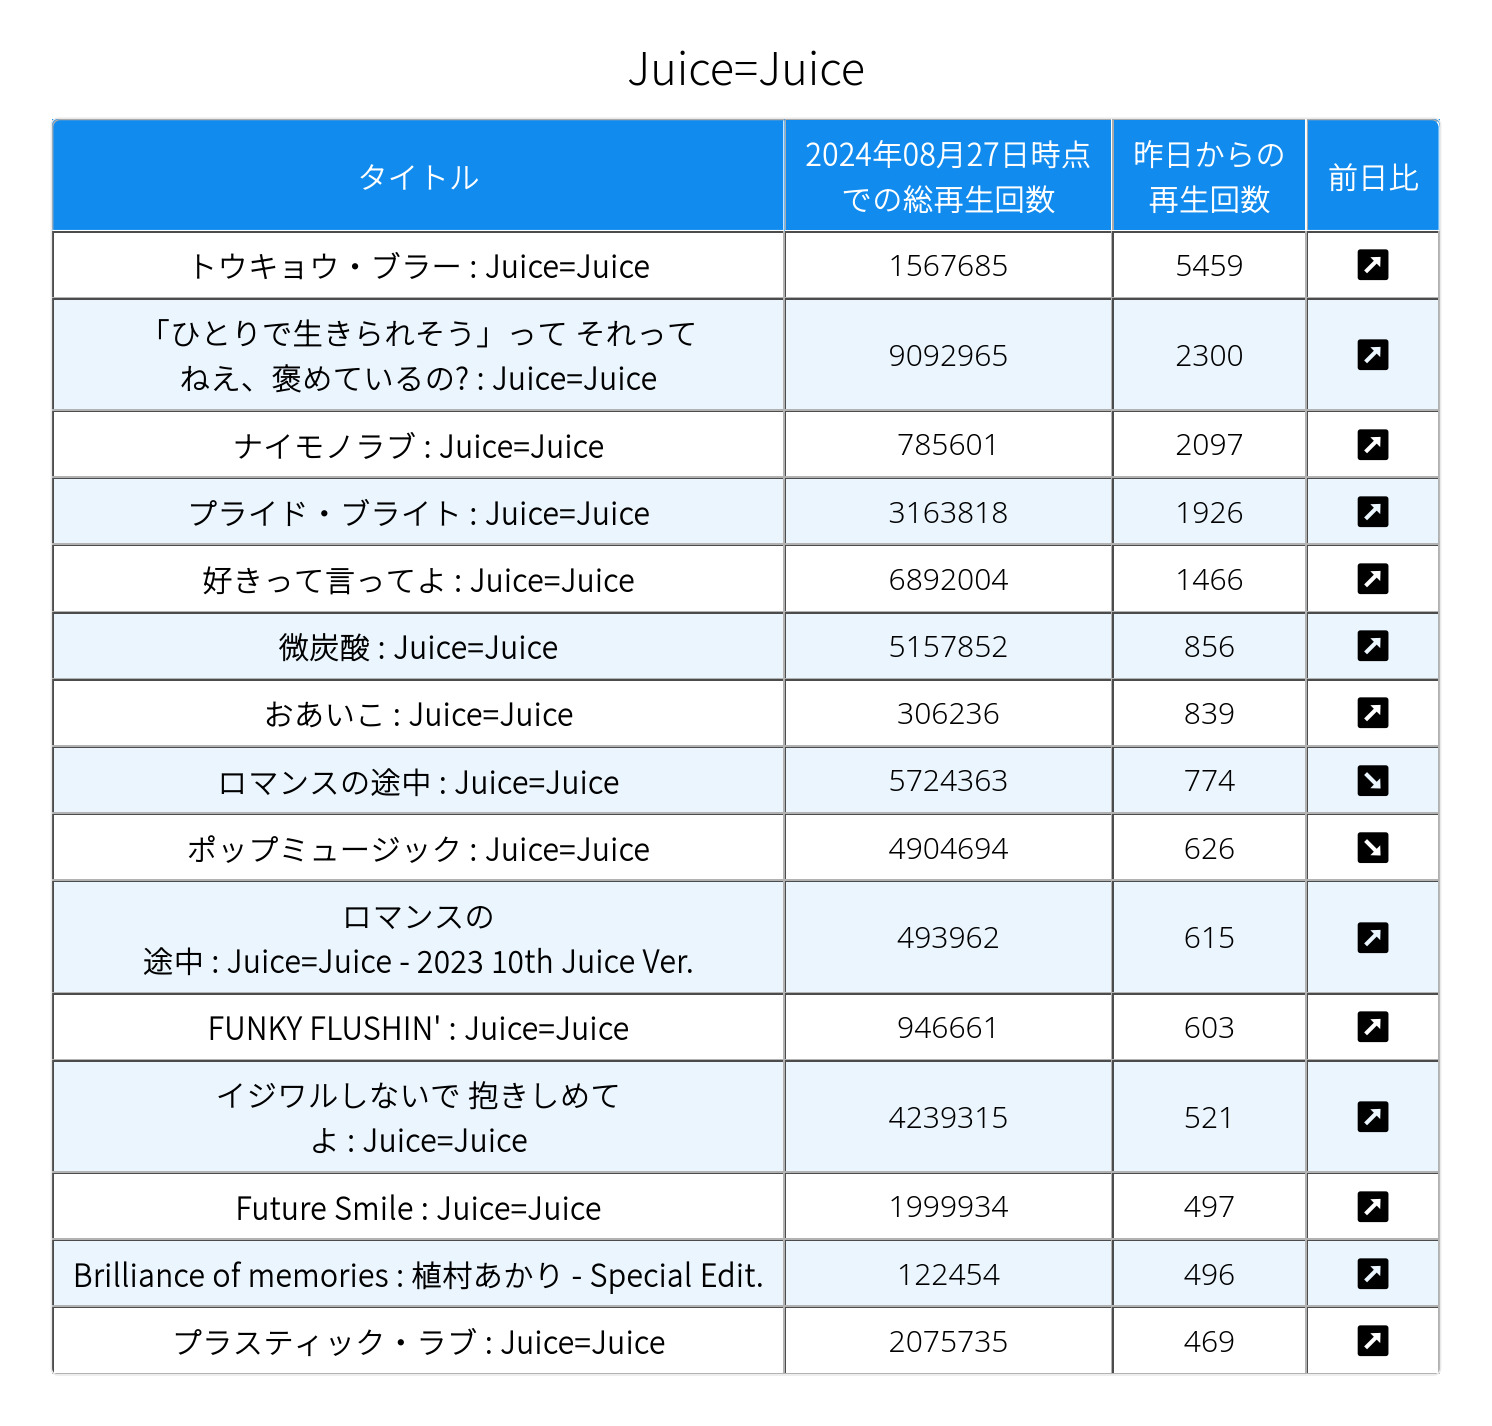 Juice=Juice
タイトル
2024年08月27日時点
での総再生回数
昨日からの
再生回数
前日比
トウキョウ・ブラー : Juice=Juice
1567685
5459
「ひとりで生きられそう」って それって
ねえ、褒めているの? : Juice=Juice
9092965
2300
ナイモノラブ : Juice=Juice
785601
2097
プライド・ブライト : Juice=Juice
3163818
1926
好きって言ってよ : Juice=Juice
6892004
1466
微炭酸 : Juice=Juice
5157852
856
おあいこ : Juice=Juice
306236
839
ロマンスの途中 : Juice=Juice
5724363
774
ポップミュージック : Juice=Juice
4904694
626
ロマンスの
途中 : Juice=Juice - 2023 10th Juice Ver.
493962
615
FUNKY FLUSHIN' : Juice=Juice
946661
603
イジワルしないで 抱きしめて
よ : Juice=Juice
4239315
521
Future Smile : Juice=Juice
1999934
497
Brilliance of memories : 植村あかり - Special Edit.
122454
496
プラスティック・ラブ : Juice=Juice
2075735
469